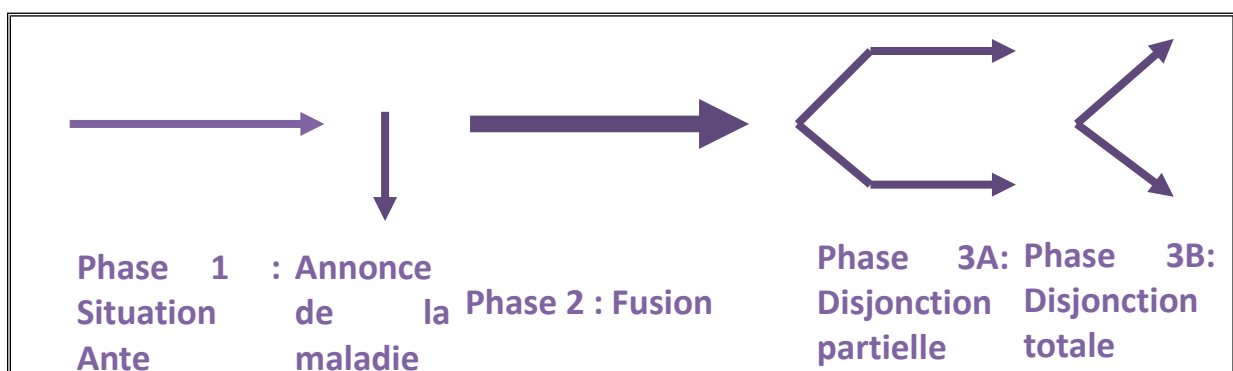 Phase 1 :
Situation
Ante
Annonce
de la
maladie
Phase 2 : Fusion
Phase 3A:
Disjonction
partielle
Phase 3B:
Disjonction
totale